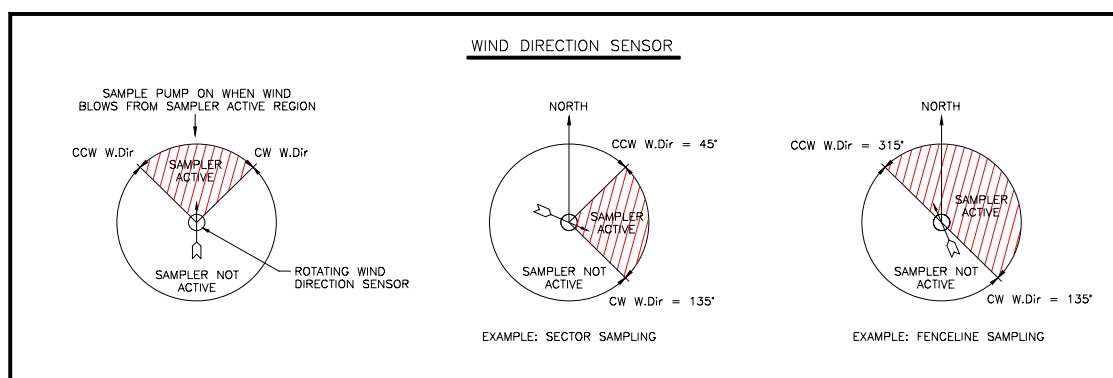 WIND DIRECTION SENSOR
SAMPLE PUMP ON WHEN WIND
BLOWS FROM SAMPLER ACTIVE REGION
CCW W.Dir
CW W.Dir
SAMPLER
ACTIVE
SAMPLER NOT
ACTIVE
ROTATING WIND
DIRECTION SENSOR
NORTH
CCW W.Dir = 45°
SAMPLER
ACTIVE
SAMPLER NOT
ACTIVE
CW W.Dir = 135°
EXAMPLE: SECTOR SAMPLING
NORTH
CCW W.Dir = 315°
SAMPLER
ACTIVE
SAMPLER NOT
ACTIVE
CW W.Dir = 135°
EXAMPLE: FENCELINE SAMPLING